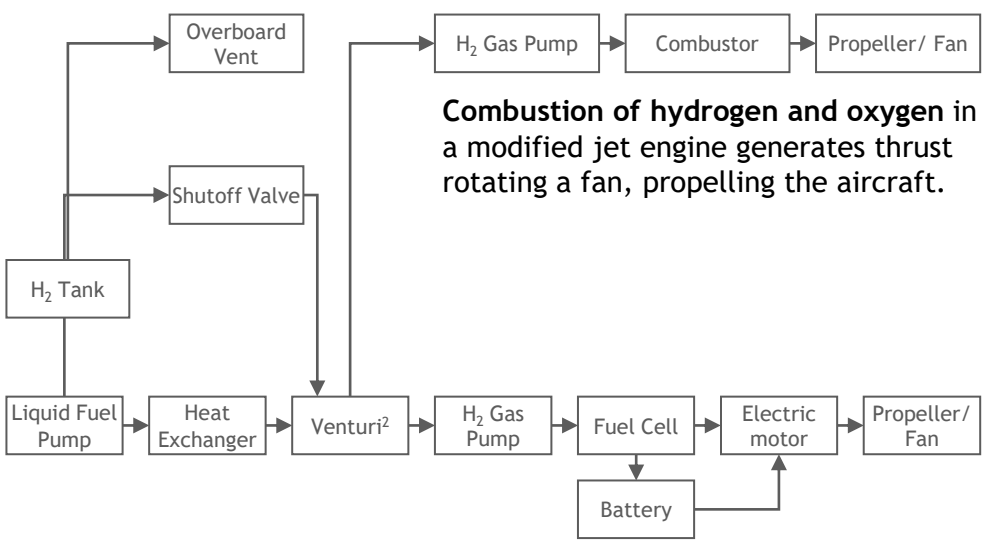 Overboard
Vent
H₂ Gas Pump
Combustor
Propeller/ Fan
Combustion of hydrogen and oxygen in
a modified jet engine generates thrust
rotating a fan, propelling the aircraft.
Shutoff Valve
H₂ Tank
Liquid Fuel
Pump
Heat
Exchanger
Venturi²
H₂ Gas
Pump
Fuel Cell
Electric
motor
Propeller/
Fan
Battery